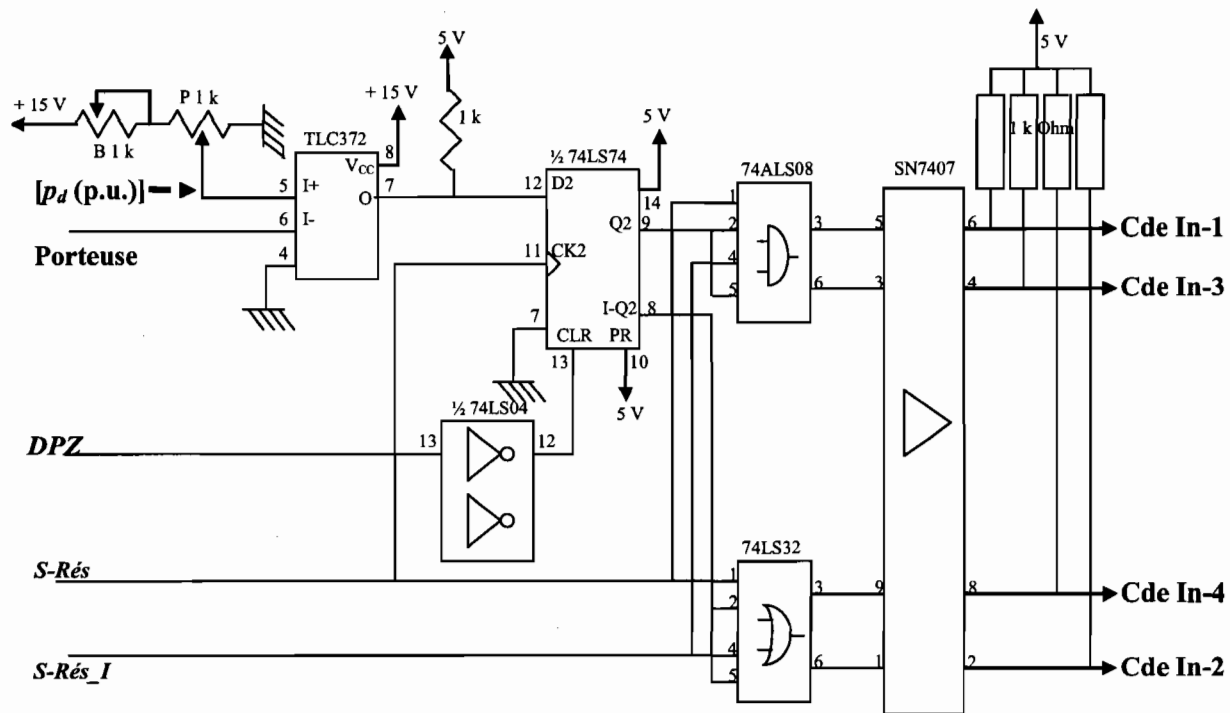 5 V
5 V
+ 15 V
P 1 k
+ 15 V
B 1 k
TLC372
1 k
5 V
½ 74LS74
74ALS08
SN7407
1 k Ohm
[p_d (p.u.)]
5 I+ V_CC 8
O 7
6 I-
4
Porteuse
12 D2
14
Q2 9
11 CK2
I-Q2 8
7
CLR PR
13 10
5 V
1
2 3
4
5 6
5 6
3 4
Cde In-1
Cde In-3
½ 74LS04
DPZ
13 12
74LS32
S-Rés
1
2 3
4
5 6
9 8
1 2
Cde In-4
S-Rés_I
Cde In-2